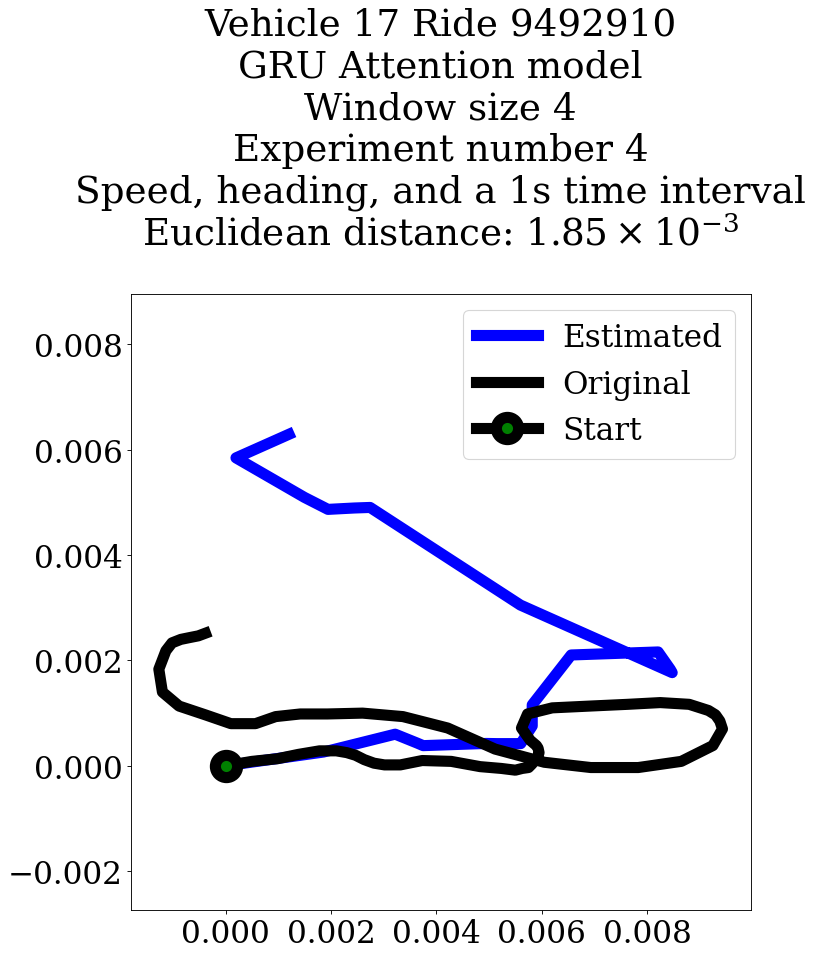 Vehicle 17 Ride 9492910
GRU Attention model
Window size 4
Experiment number 4
Speed, heading, and a 1s time interval
Euclidean distance: 1.85 × 10⁻³
Estimated
Original
Start
0.008
0.006
0.004
0.002
0.000
−0.002
0.000 0.002 0.004 0.006 0.008